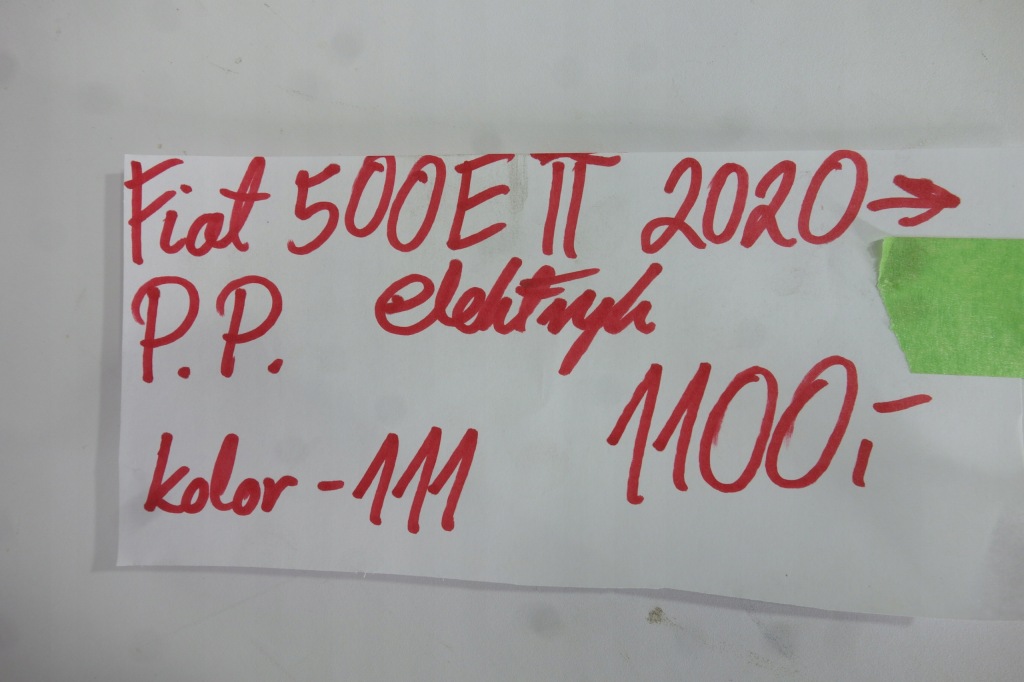 Fiat 500E II 2020 →
P.P. elektryk
1100,-
kolor - 111